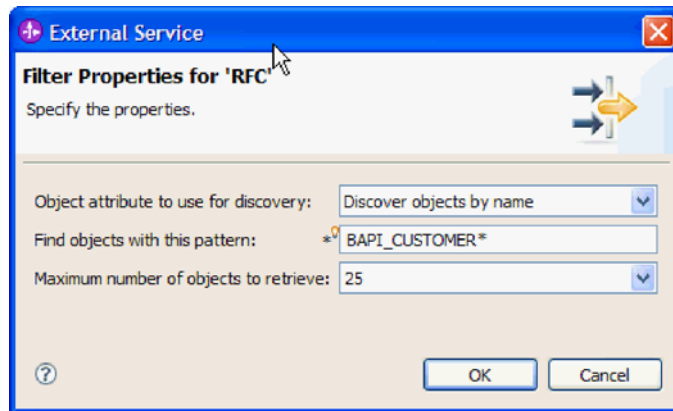 External Service
Filter Properties for 'RFC'
Specify the properties.
Object attribute to use for discovery: Discover objects by name
Find objects with this pattern: * BAPI_CUSTOMER*
Maximum number of objects to retrieve: 25
? OK Cancel